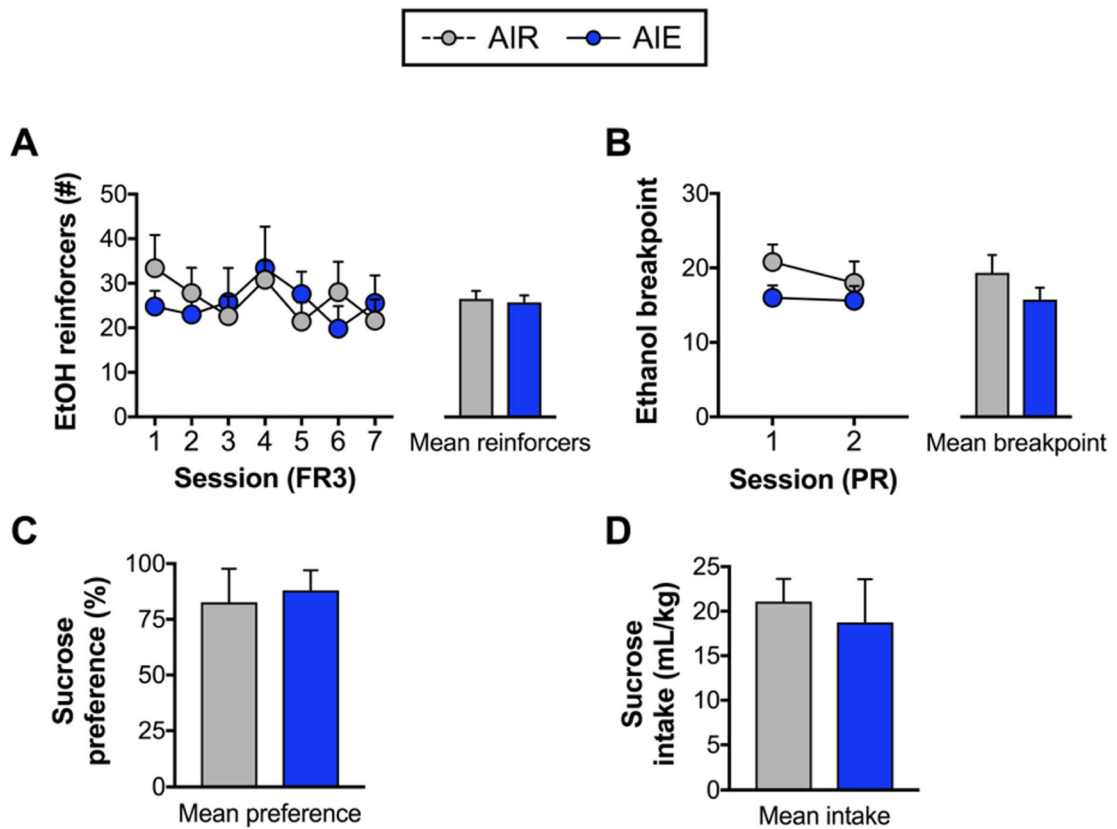 AIR AIE
A
EtOH reinforcers (#)
50
40
30
20
10
0
1 2 3 4 5 6 7
Session (FR3)
Mean reinforcers
B
Ethanol breakpoint
30
20
10
0
1 2
Session (PR)
Mean breakpoint
C
Sucrose
preference (%)
100
75
50
25
0
Mean preference
D
Sucrose
intake (mL/kg)
25
20
15
10
5
0
Mean intake